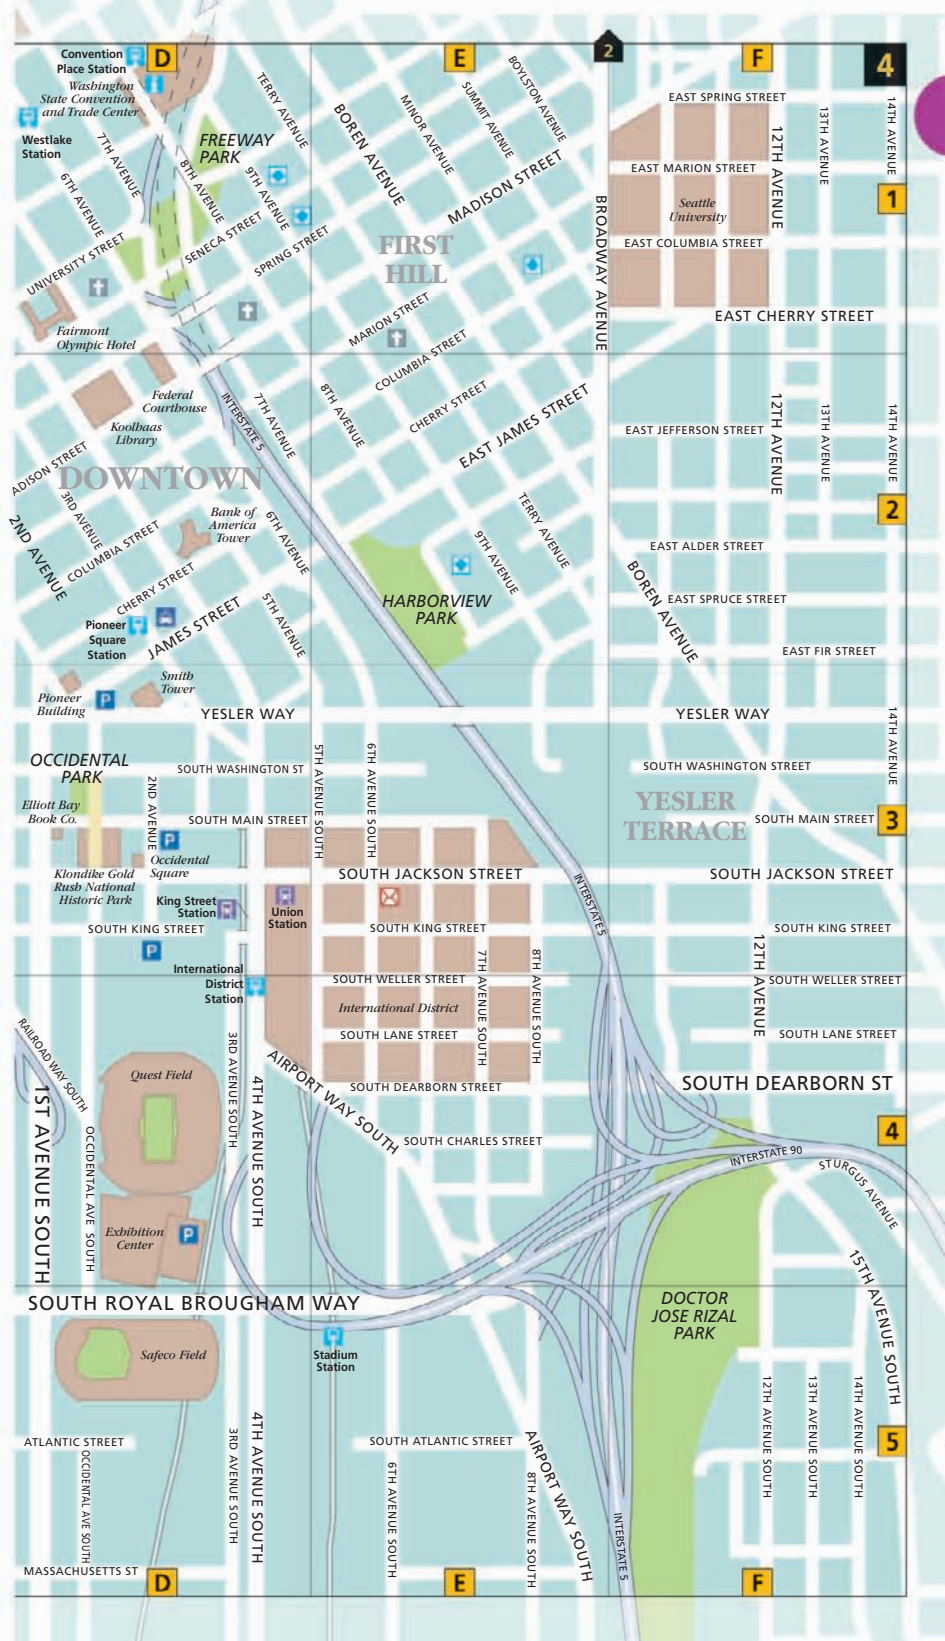 Convention
Place Station
D
E
2
F
4
Washington
State Convention
and Trade Center
Westlake
Station
7TH AVENUE
6TH AVENUE
FREEWAY
PARK
8TH AVENUE
9TH AVENUE
TERRY AVENUE
BOREN AVENUE
MINOR AVENUE
SUMMIT AVENUE
BOYLSTON AVENUE
MADISON STREET
EAST SPRING STREET
12TH AVENUE
13TH AVENUE
14TH AVENUE
EAST MARION STREET
1
Seattle
University
BROADWAY AVENUE
EAST COLUMBIA STREET
EAST CHERRY STREET
UNIVERSITY STREET
SENECA STREET
SPRING STREET
FIRST
HILL
MARION STREET
COLUMBIA STREET
CHERRY STREET
EAST JAMES STREET
Fairmont
Olympic Hotel
Federal
Courthouse
Koolhaas
Library
INTERSTATE 5
7TH AVENUE
8TH AVENUE
EAST JEFFERSON STREET
12TH AVENUE
13TH AVENUE
14TH AVENUE
ADISON STREET
DOWNTOWN
3RD AVENUE
2ND AVENUE
COLUMBIA STREET
CHERRY STREET
Bank of
America
Tower
6TH AVENUE
5TH AVENUE
9TH AVENUE
TERRY AVENUE
2
EAST ALDER STREET
BOREN AVENUE
EAST SPRUCE STREET
EAST FIR STREET
HARBORVIEW
PARK
Pioneer
Square
Station
JAMES STREET
Smith
Tower
Pioneer
Building
P
YESLER WAY
YESLER WAY
14TH AVENUE
OCCIDENTAL
PARK
2ND AVENUE
SOUTH WASHINGTON ST
5TH AVENUE SOUTH
6TH AVENUE SOUTH
SOUTH WASHINGTON STREET
YESLER
TERRACE
Elliott Bay
Book Co.
SOUTH MAIN STREET
SOUTH MAIN STREET
3
P
Occidental
Square
Klondike Gold
Rush National
Historic Park
SOUTH JACKSON STREET
SOUTH JACKSON STREET
INTERSTATE 5
King Street
Station
Union
Station
SOUTH KING STREET
SOUTH KING STREET
SOUTH KING STREET
P
12TH AVENUE
International
District
Station
SOUTH WELLER STREET
7TH AVENUE SOUTH
8TH AVENUE SOUTH
SOUTH WELLER STREET
International District
SOUTH LANE STREET
SOUTH LANE STREET
RAILROAD WAY SOUTH
3RD AVENUE SOUTH
AIRPORT WAY SOUTH
SOUTH DEARBORN STREET
SOUTH DEARBORN ST
Quest Field
1ST AVENUE SOUTH
OCCIDENTAL AVE SOUTH
4TH AVENUE SOUTH
SOUTH CHARLES STREET
4
INTERSTATE 90
STURGUS AVENUE
Exhibition
Center
P
15TH AVENUE SOUTH
SOUTH ROYAL BROUGHAM WAY
DOCTOR
JOSE RIZAL
PARK
Safeco Field
Stadium
Station
12TH AVENUE SOUTH
13TH AVENUE SOUTH
14TH AVENUE SOUTH
ATLANTIC STREET
OCCIDENTAL AVE SOUTH
3RD AVENUE SOUTH
4TH AVENUE SOUTH
SOUTH ATLANTIC STREET
6TH AVENUE SOUTH
8TH AVENUE SOUTH
AIRPORT WAY SOUTH
INTERSTATE 5
5
MASSACHUSETTS ST
D
E
F